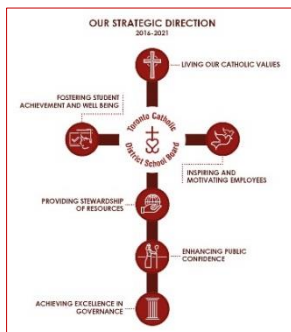 OUR STRATEGIC DIRECTION
2016-2021
LIVING OUR CATHOLIC VALUES
FOSTERING STUDENT
ACHIEVEMENT AND WELL BEING
Toronto Catholic
District School Board
INSPIRING AND
MOTIVATING EMPLOYEES
PROVIDING STEWARDSHIP
OF RESOURCES
ENHANCING PUBLIC
CONFIDENCE
ACHIEVING EXCELLENCE IN
GOVERNANCE